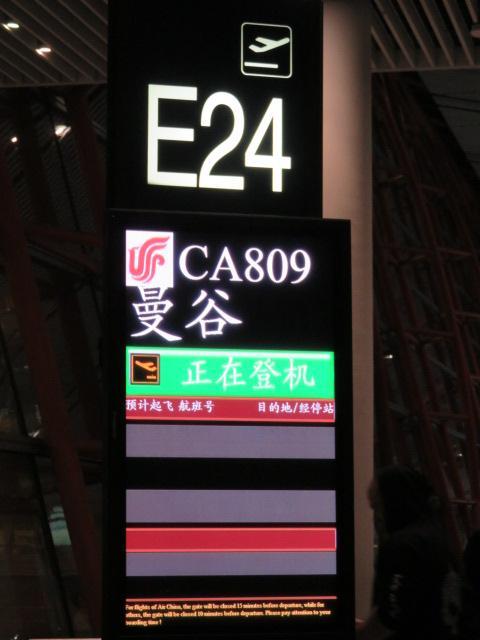 E24
CA809
曼谷
正在登机
预计起飞 航班号 目的地/经停站
For flights of Air China, the gate will be closed 15 minutes before departure, while for
others, the gate will be closed 10 minutes before departure. Please pay attention to your
boarding time !